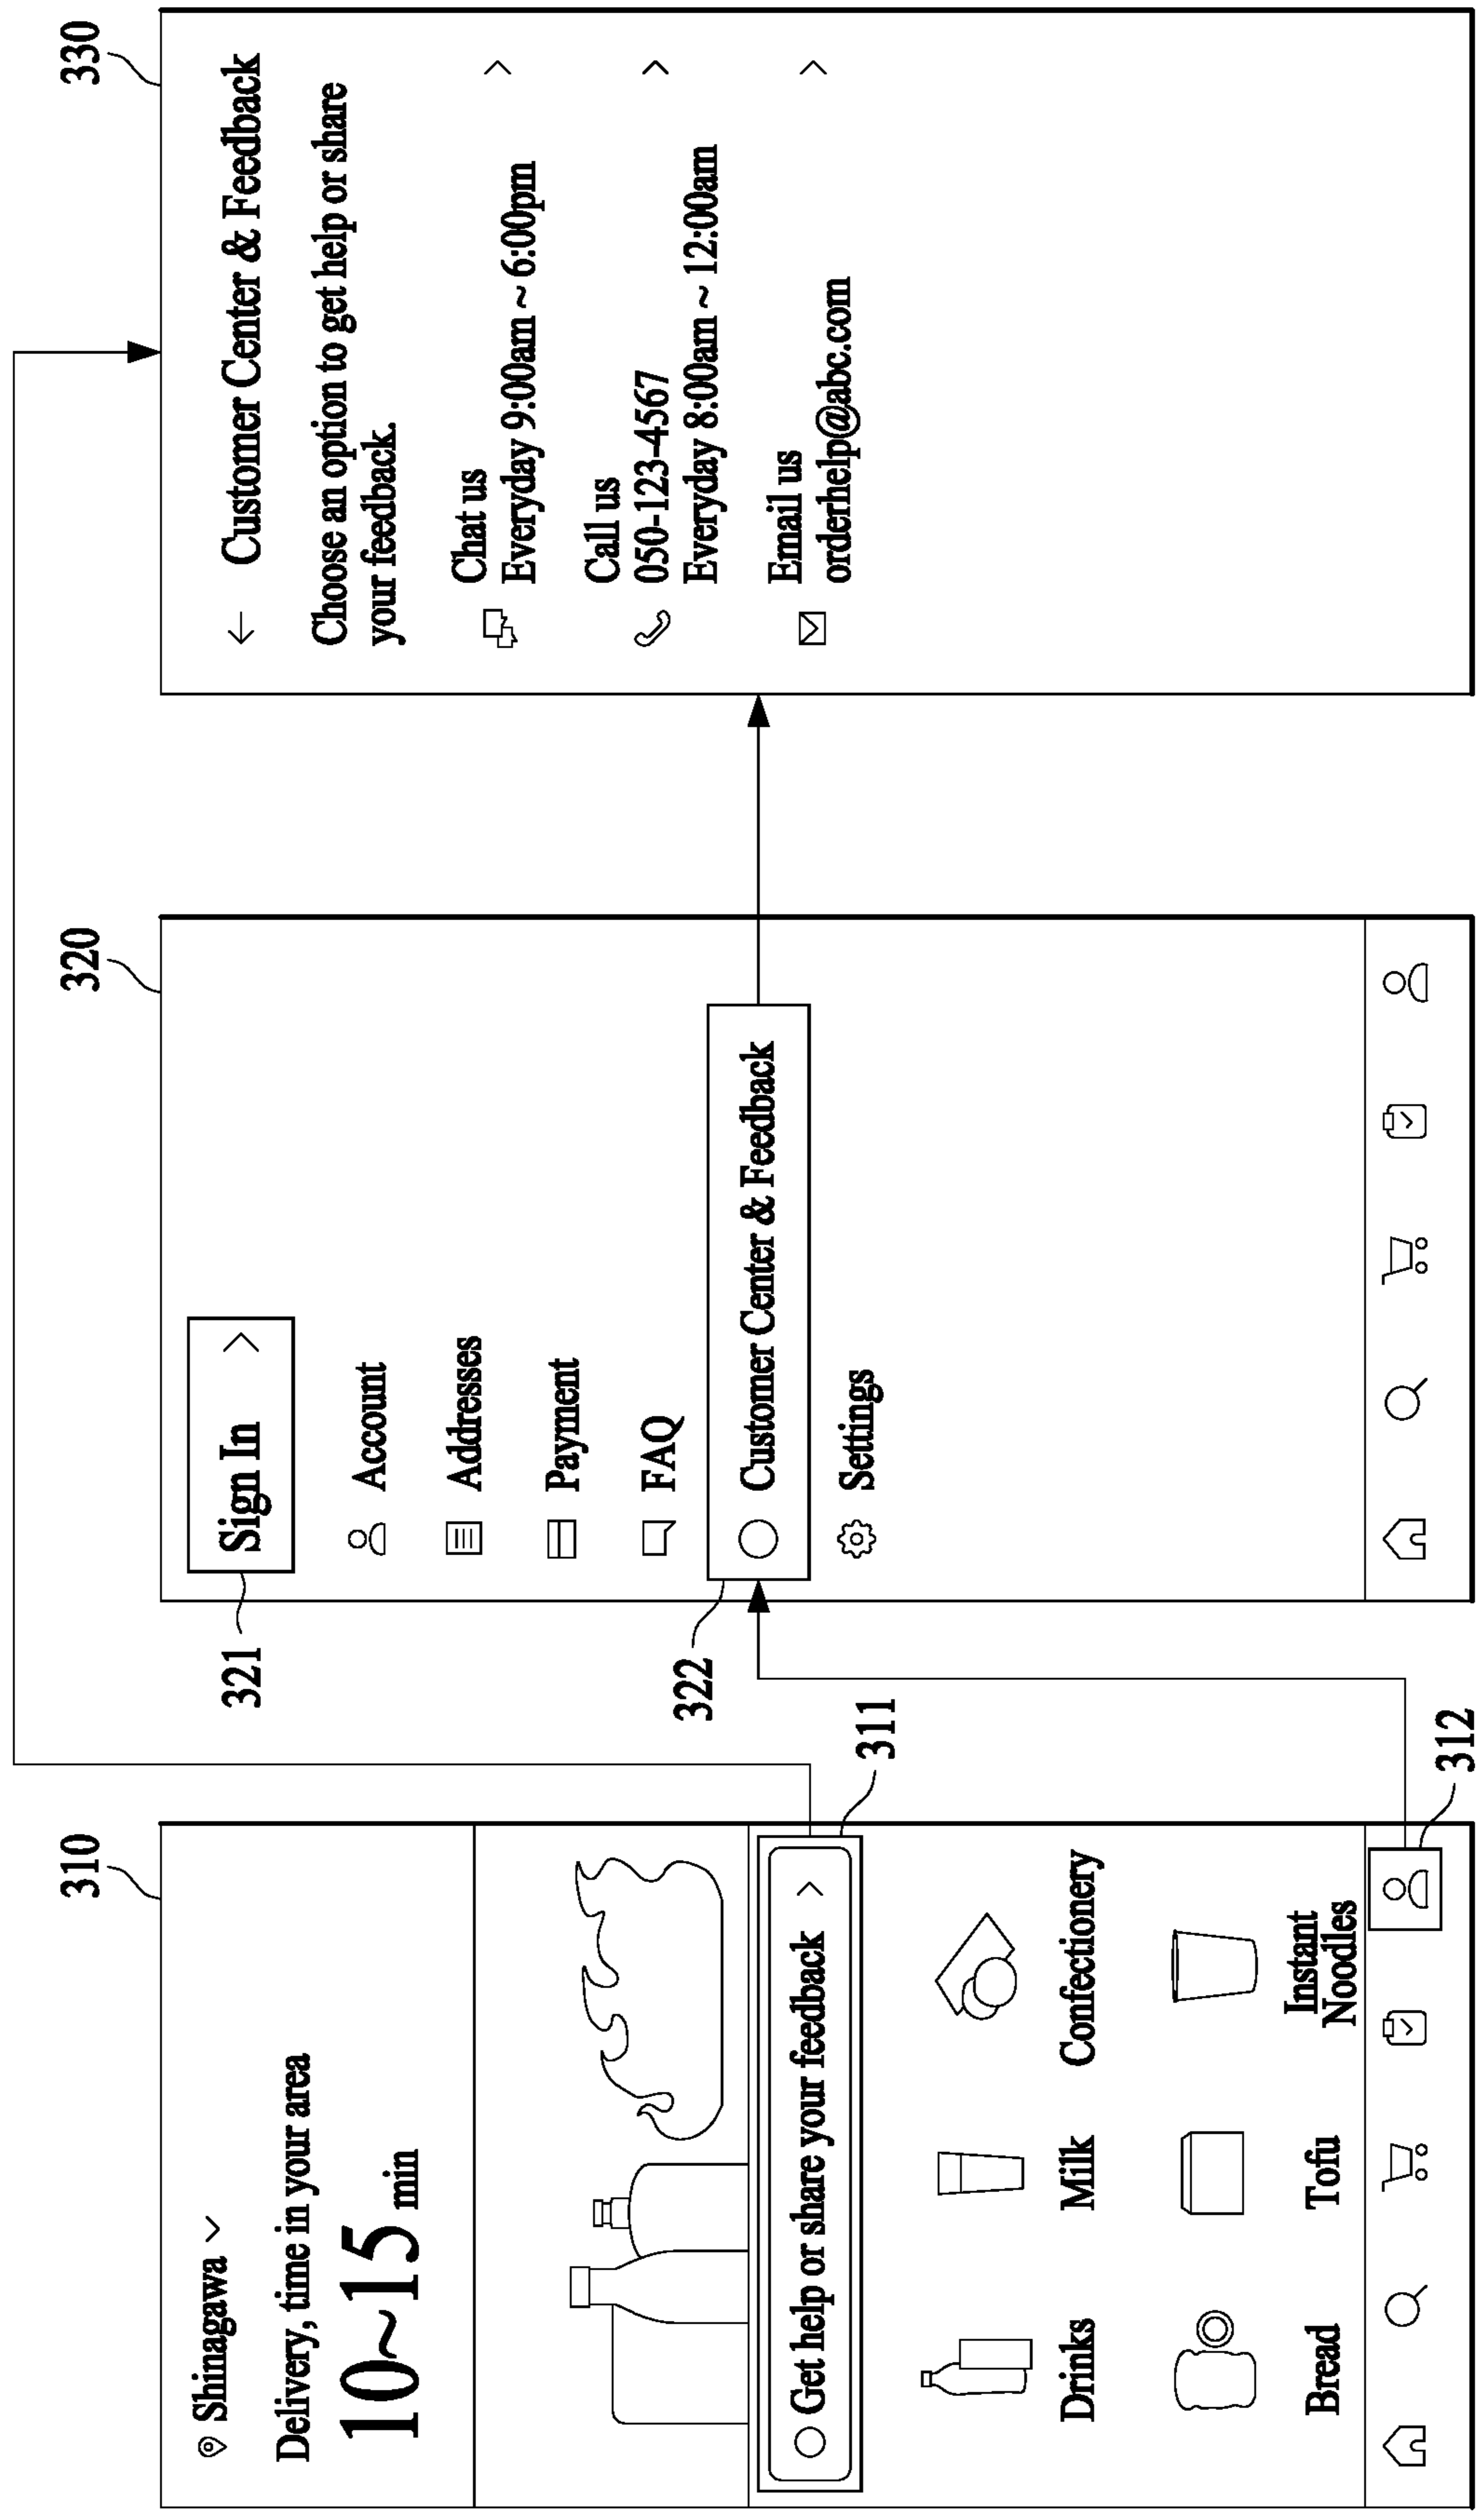 310
Shinagawa
Delivery, time in your area
10~15 min
Get help or share your feedback
311
Drinks
Milk
Confectionery
Bread
Tofu
Instant
Noodles
312
320
321
Sign In
Account
Addresses
Payment
FAQ
322
Customer Center & Feedback
Settings
330
Customer Center & Feedback
Choose an option to get help or share
your feedback.
Chat us
Everyday 9:00am ~ 6:00pm
Call us
050-123-4567
Everyday 8:00am ~ 12:00am
Email us
orderhelp@abc.com